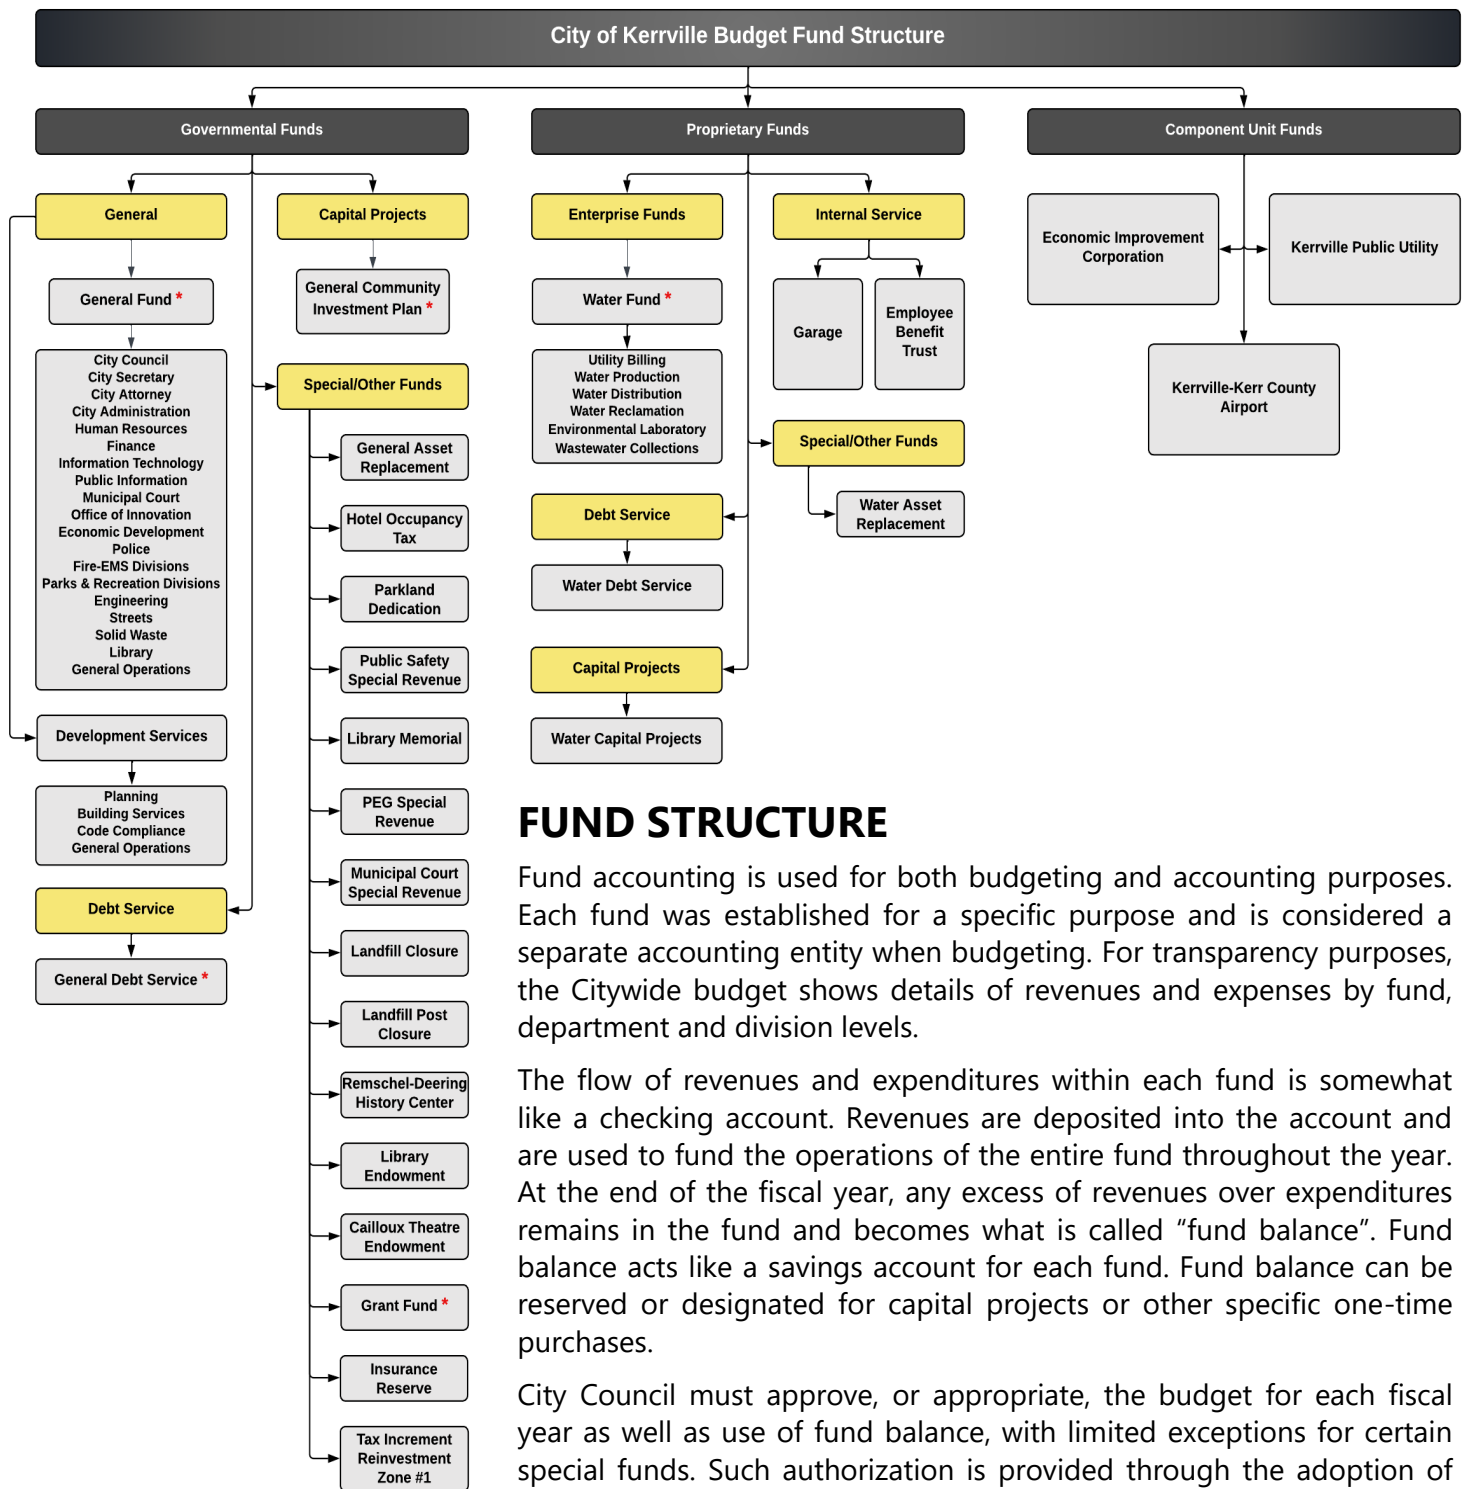 City of Kerrville Budget Fund Structure
Governmental Funds
General
General Fund *
City Council
City Secretary
City Attorney
City Administration
Human Resources
Finance
Information Technology
Public Information
Municipal Court
Office of Innovation
Economic Development
Police
Fire-EMS Divisions
Parks & Recreation Divisions
Engineering
Streets
Solid Waste
Library
General Operations
Development Services
Planning
Building Services
Code Compliance
General Operations
Debt Service
General Debt Service *
Capital Projects
General Community
Investment Plan *
Special/Other Funds
General Asset
Replacement
Hotel Occupancy
Tax
Parkland
Dedication
Public Safety
Special Revenue
Library Memorial
PEG Special
Revenue
Municipal Court
Special Revenue
Landfill Closure
Landfill Post
Closure
Remschel-Deering
History Center
Library
Endowment
Cailloux Theatre
Endowment
Grant Fund *
Insurance
Reserve
Tax Increment
Reinvestment
Zone #1
Proprietary Funds
Enterprise Funds
Water Fund *
Utility Billing
Water Production
Water Distribution
Water Reclamation
Environmental Laboratory
Wastewater Collections
Debt Service
Water Debt Service
Capital Projects
Water Capital Projects
Internal Service
Garage
Employee
Benefit
Trust
Special/Other Funds
Water Asset
Replacement
Component Unit Funds
Economic Improvement
Corporation
Kerrville Public Utility
Kerrville-Kerr County
Airport
FUND STRUCTURE
Fund accounting is used for both budgeting and accounting purposes.
Each fund was established for a specific purpose and is considered a
separate accounting entity when budgeting. For transparency purposes,
the Citywide budget shows details of revenues and expenses by fund,
department and division levels.
The flow of revenues and expenditures within each fund is somewhat
like a checking account. Revenues are deposited into the account and
are used to fund the operations of the entire fund throughout the year.
At the end of the fiscal year, any excess of revenues over expenditures
remains in the fund and becomes what is called “fund balance”. Fund
balance acts like a savings account for each fund. Fund balance can be
reserved or designated for capital projects or other specific one-time
purchases.
City Council must approve, or appropriate, the budget for each fiscal
year as well as use of fund balance, with limited exceptions for certain
special funds. Such authorization is provided through the adoption of